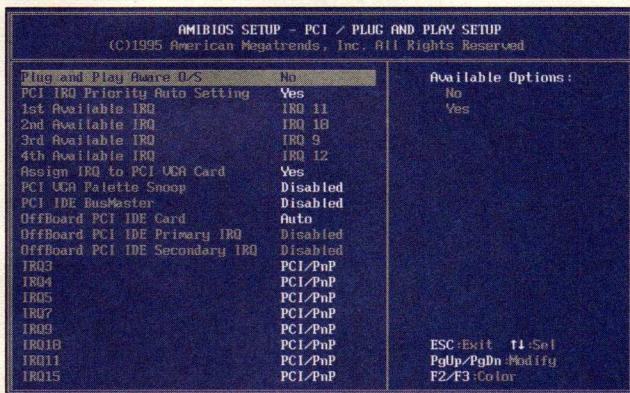 AMIBIOS SETUP - PCI / PLUG AND PLAY SETUP
(C)1995 American Megatrends, Inc. All Rights Reserved
Plug and Play Aware O/S No
PCI IRQ Priority Auto Setting Yes
1st Available IRQ IRQ 11
2nd Available IRQ IRQ 10
3rd Available IRQ IRQ 9
4th Available IRQ IRQ 12
Assign IRQ to PCI VGA Card Yes
PCI VGA Palette Snoop Disabled
PCI IDE BusMaster Disabled
OffBoard PCI IDE Card Auto
OffBoard PCI IDE Primary IRQ Disabled
OffBoard PCI IDE Secondary IRQ Disabled
IRQ3 PCI/PnP
IRQ4 PCI/PnP
IRQ5 PCI/PnP
IRQ7 PCI/PnP
IRQ9 PCI/PnP
IRQ10 PCI/PnP
IRQ11 PCI/PnP
IRQ15 PCI/PnP
Available Options:
No
Yes
ESC:Exit ↑↓:Sel
PgUp/PgDn:Modify
F2/F3:Color